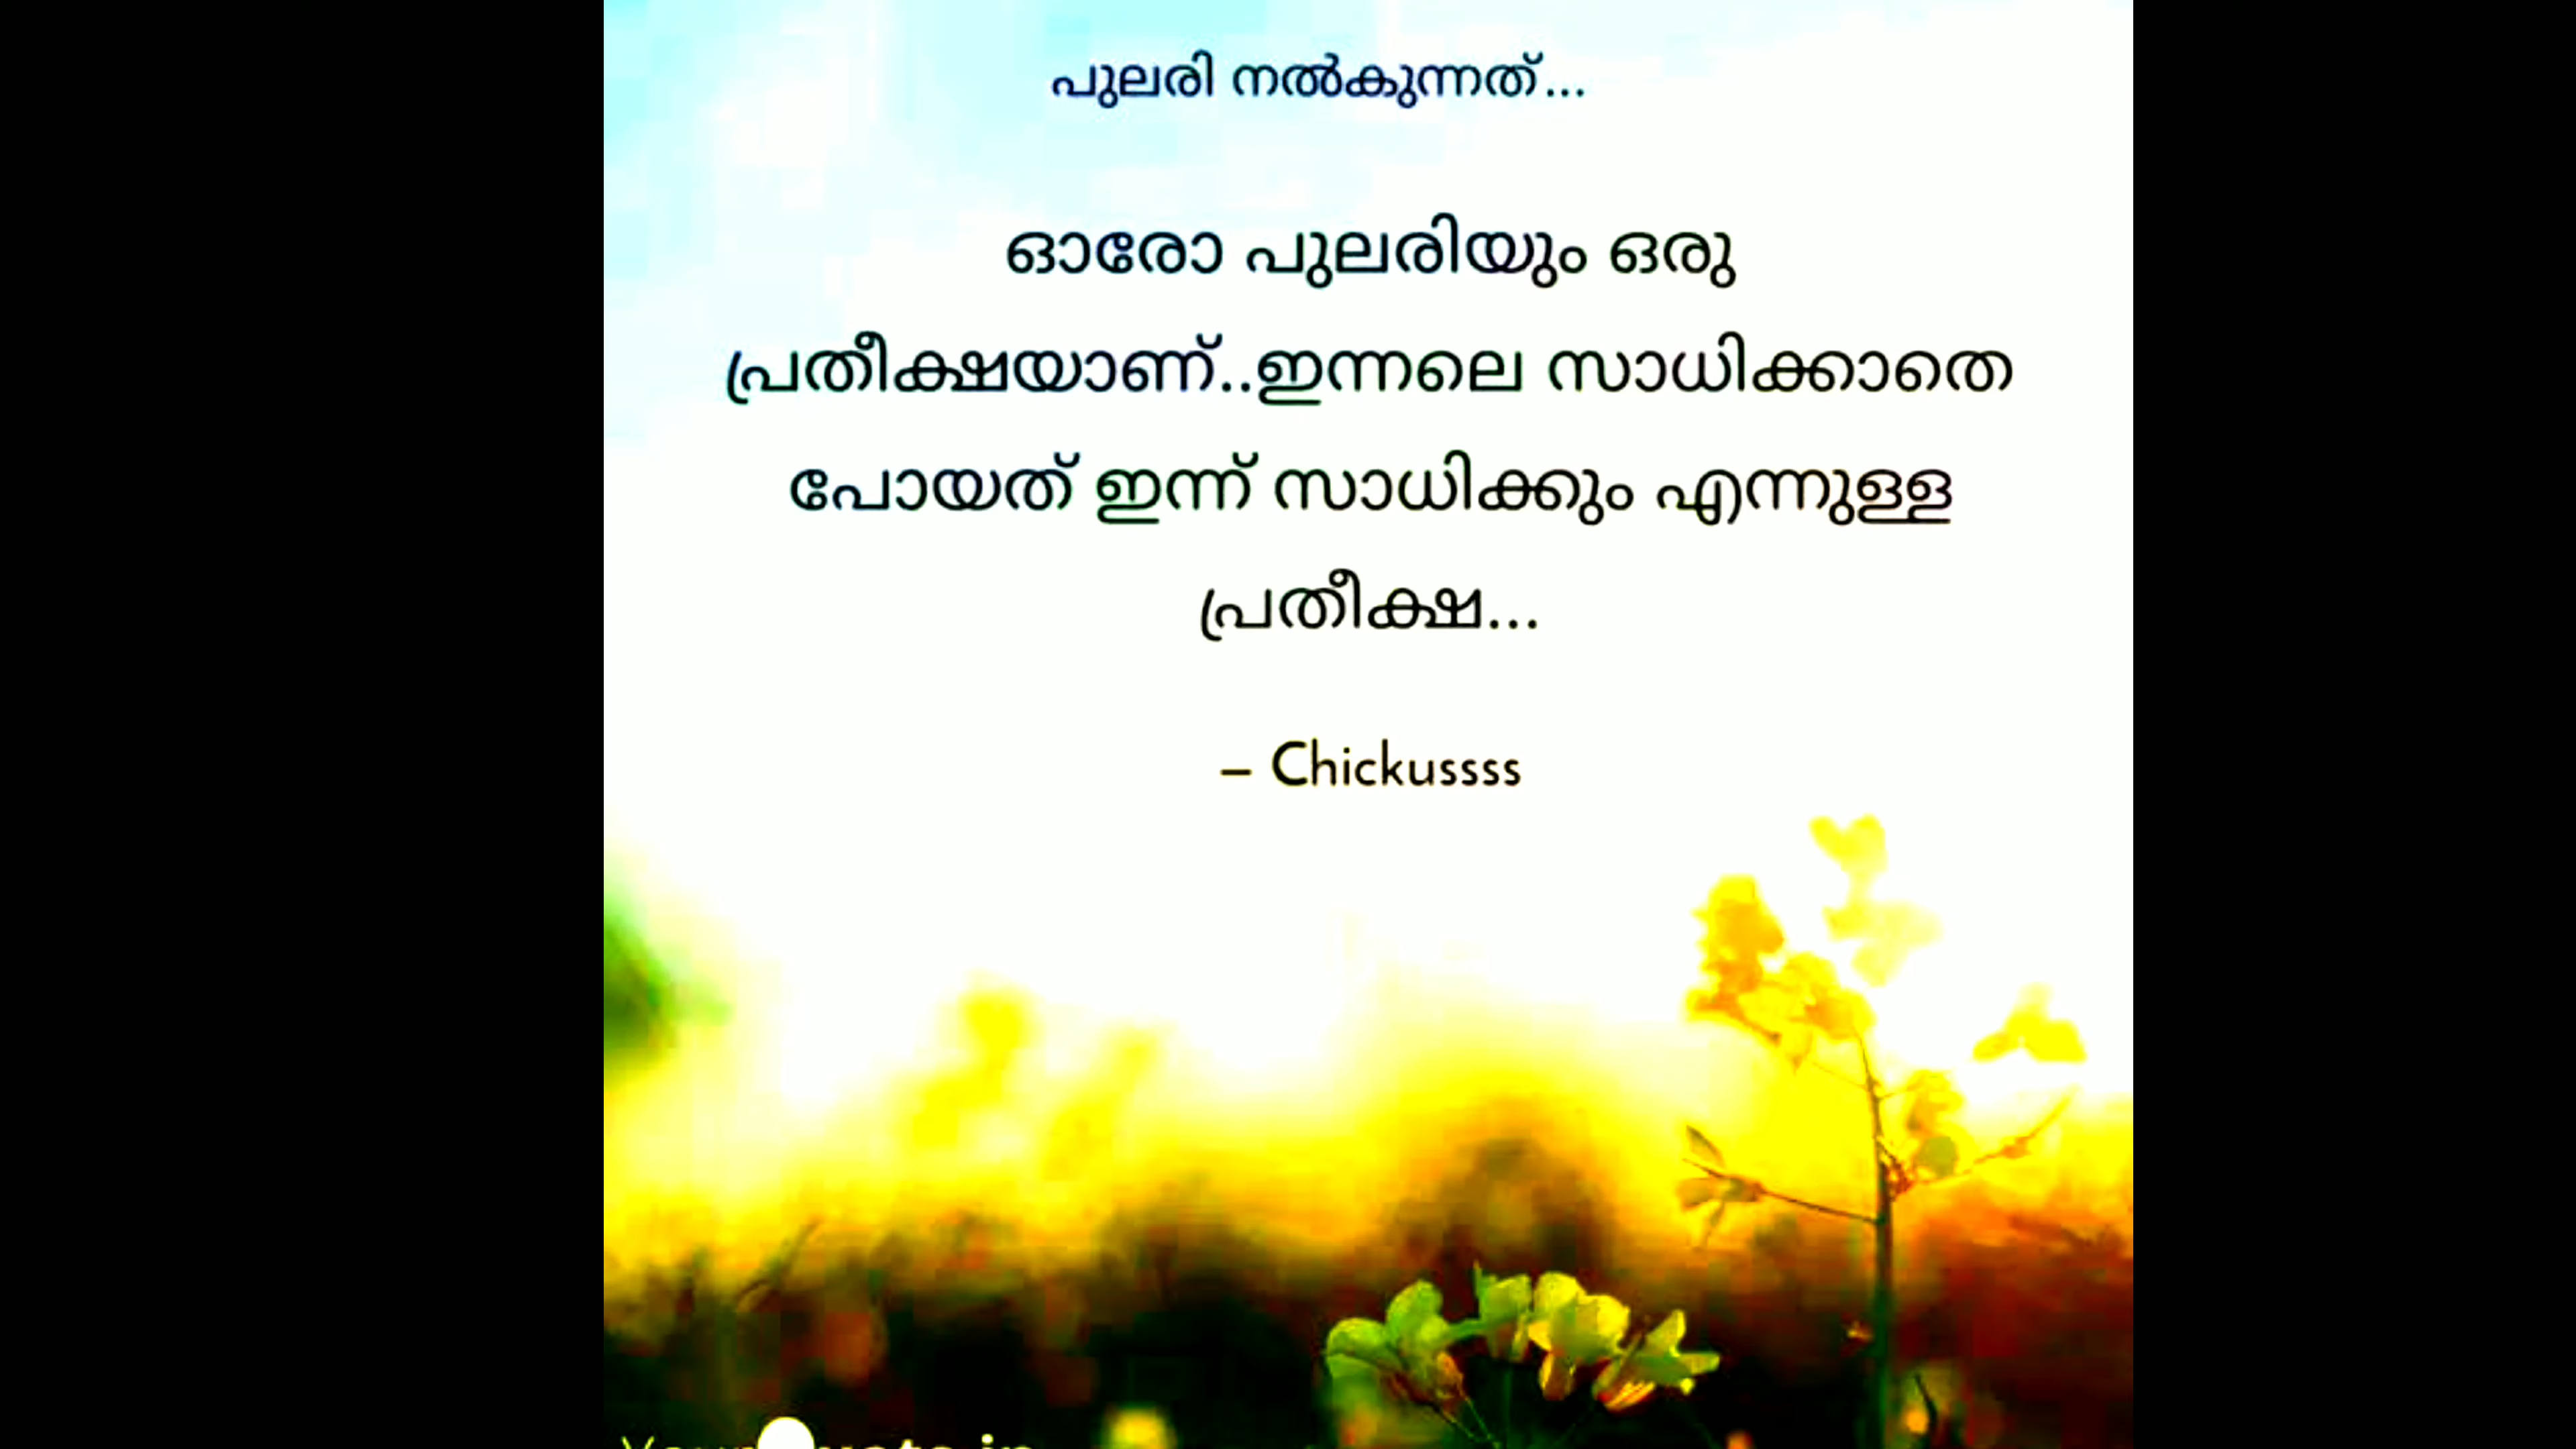 പുലരി നൽകുന്നത്...
ഓരോ പുലരിയും ഒരു
പ്രതീക്ഷയാണ്..ഇന്നലെ സാധിക്കാതെ
പോയത് ഇന്ന് സാധിക്കും എന്നുള്ള
പ്രതീക്ഷ...
– Chickussss